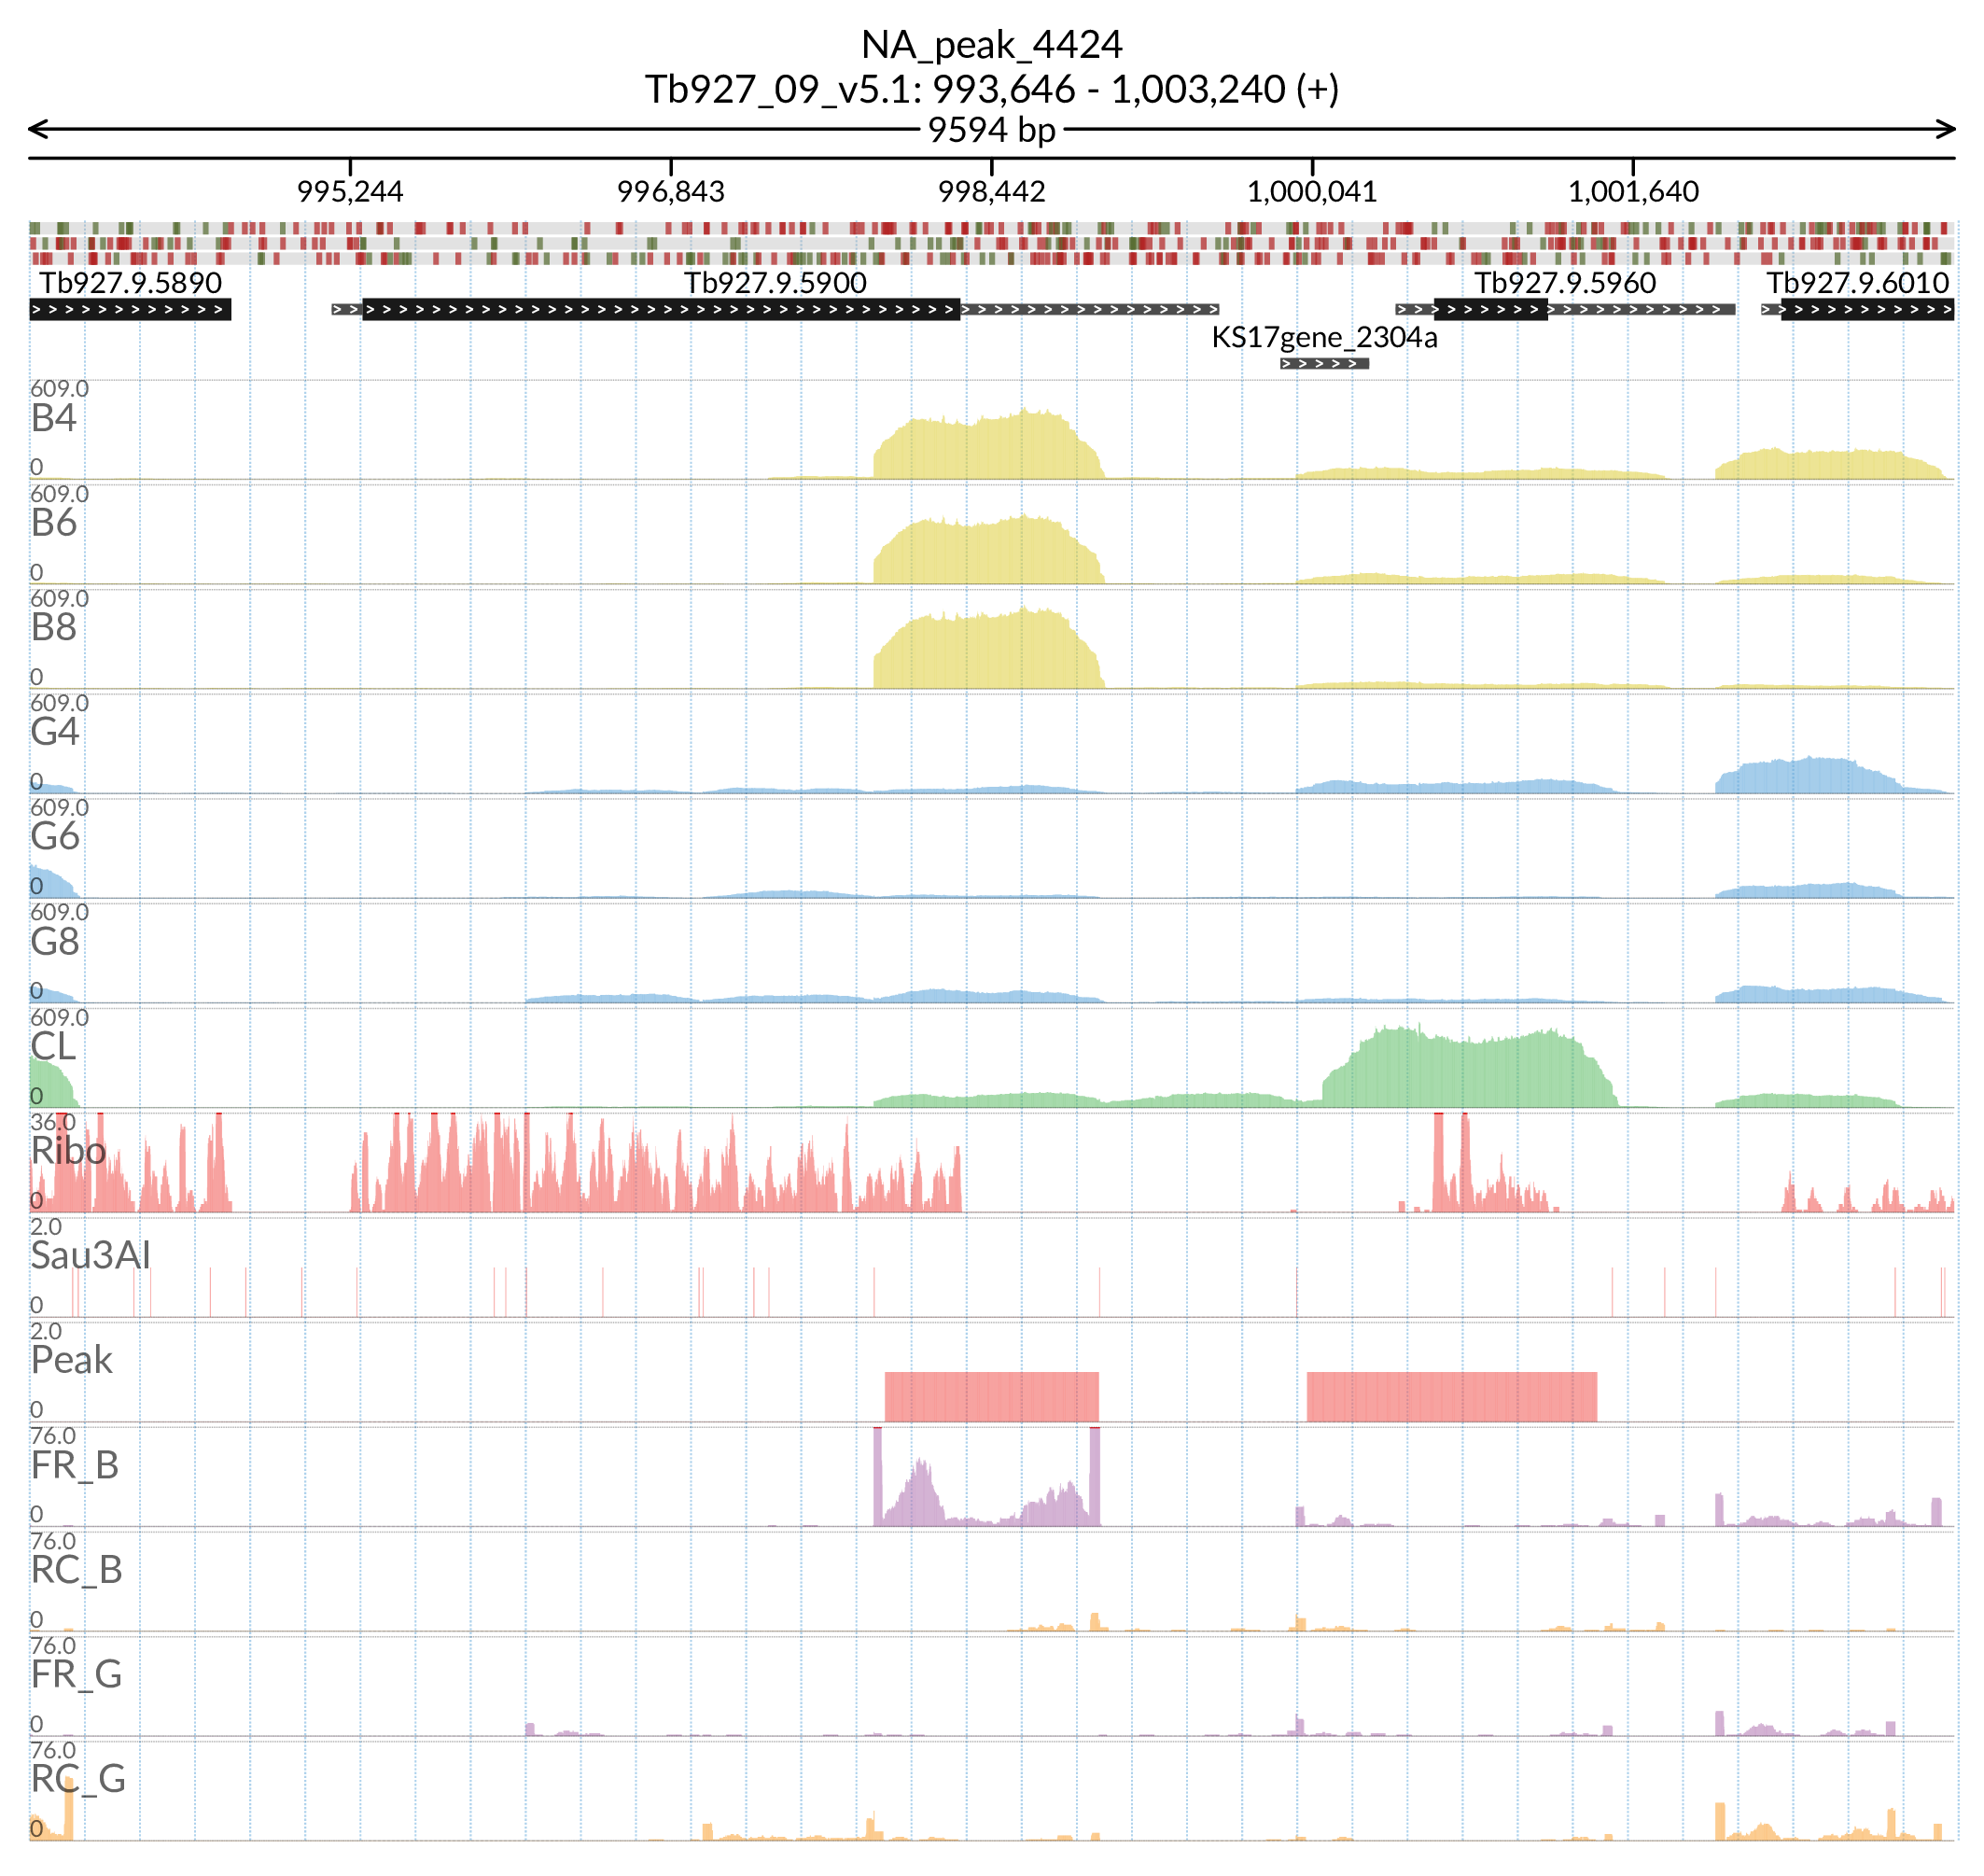 NA_peak_4424
Tb927_09_v5.1: 993,646 - 1,003,240 (+)
9594 bp
995,244 996,843 998,442 1,000,041 1,001,640
Tb927.9.5890 Tb927.9.5900 Tb927.9.5960 Tb927.9.6010
KS17gene_2304a
609.0
B4
0
609.0
B6
0
609.0
B8
0
609.0
G4
0
609.0
G6
0
609.0
G8
0
609.0
CL
0
36.0
Ribo
0
2.0
Sau3AI
0
2.0
Peak
0
76.0
FR_B
0
76.0
RC_B
0
76.0
FR_G
0
76.0
RC_G
0